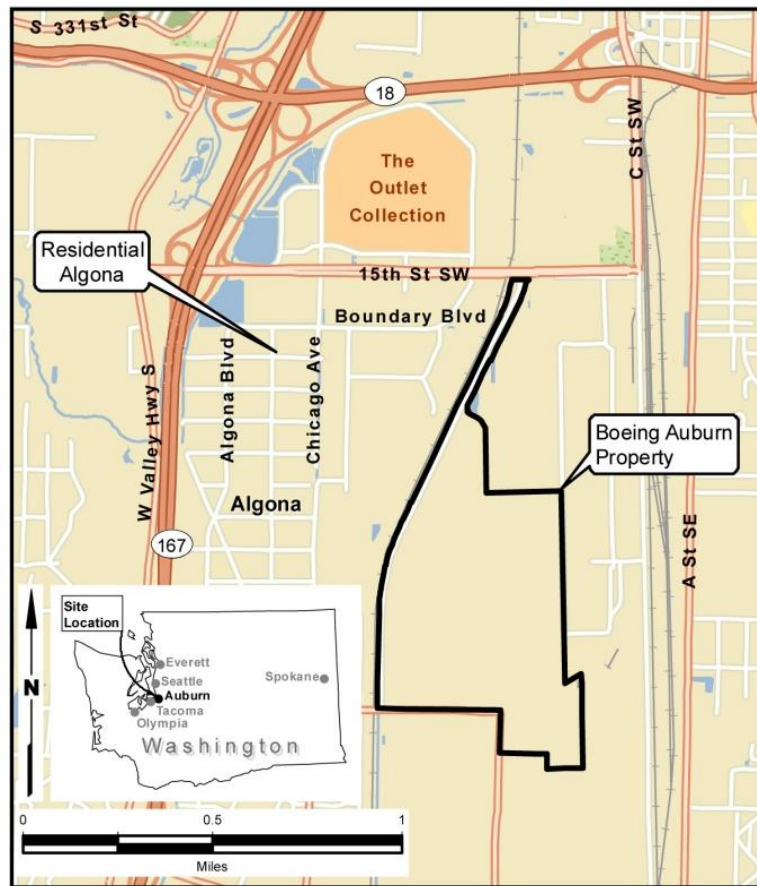 S 331st St
18
C St SW
The
Outlet
Collection
Residential
Algona
15th St SW
Boundary Blvd
W Valley Hwy S
Algona Blvd
Chicago Ave
Boeing Auburn
Property
Algona
A St SE
167
Site
Location
N
Everett
Seattle
Spokane
Auburn
Tacoma
Olympia
Washington
0
0.5
1
Miles